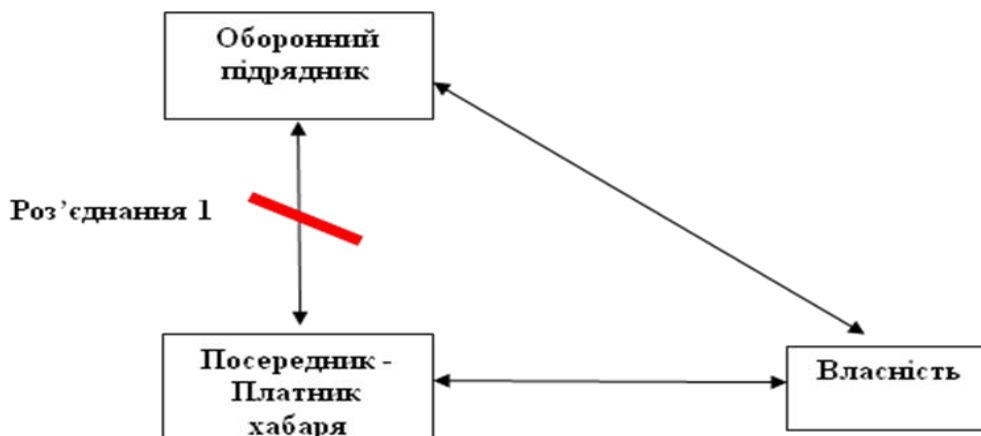 Оборонний
підрядник
Роз’єднання 1
Посередник -
Платник
хабаря
Власність